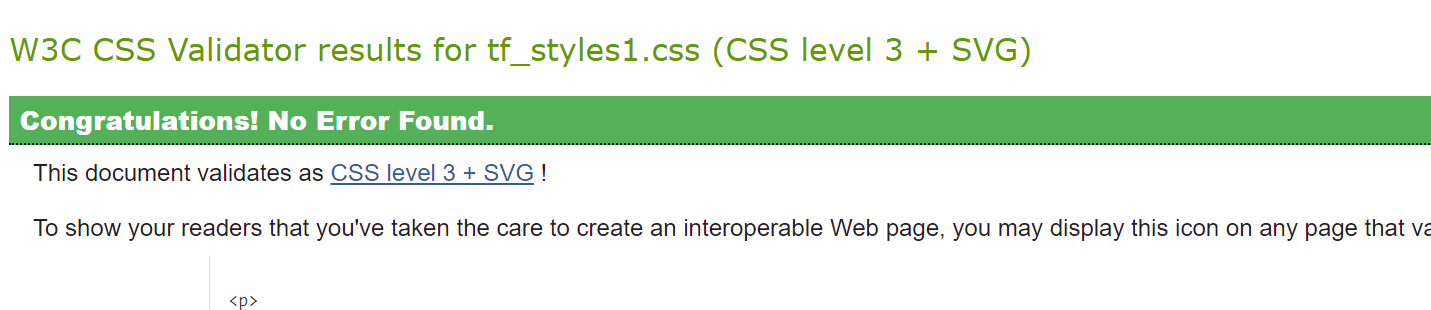 W3C CSS Validator results for tf_styles1.css (CSS level 3 + SVG)
Congratulations! No Error Found.
This document validates as CSS level 3 + SVG !
To show your readers that you've taken the care to create an interoperable Web page, you may display this icon on any page that va
<p>